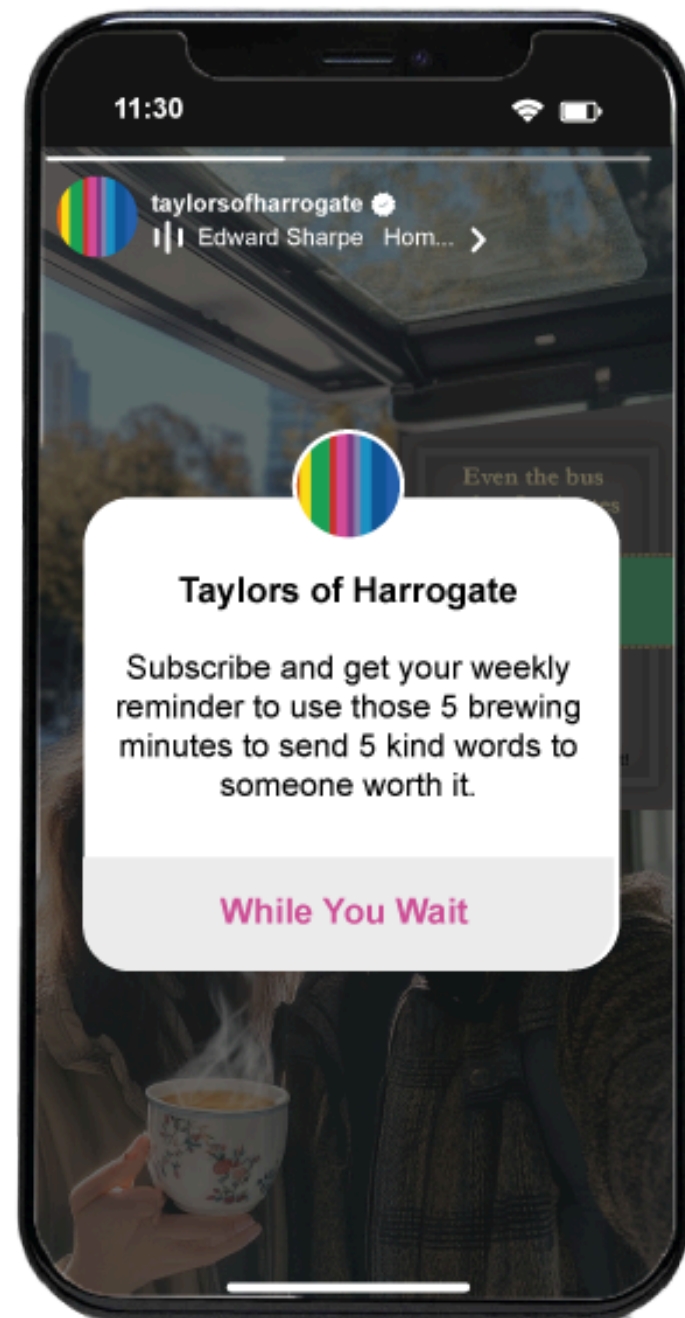 11:30
taylorsofharrogate
Edward Sharpe Hom...
Even the bus
Taylors of Harrogate
Subscribe and get your weekly
reminder to use those 5 brewing
minutes to send 5 kind words to
someone worth it.
While You Wait